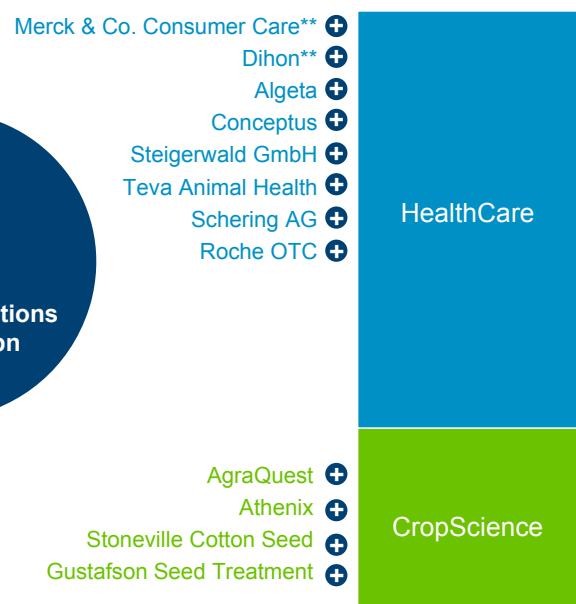 Merck & Co. Consumer Care**
Dihon**
Algeta
Conceptus
Steigerwald GmbH
Teva Animal Health
Schering AG
Roche OTC
HealthCare
AgraQuest
Athenix
Stoneville Cotton Seed
Gustafson Seed Treatment
CropScience